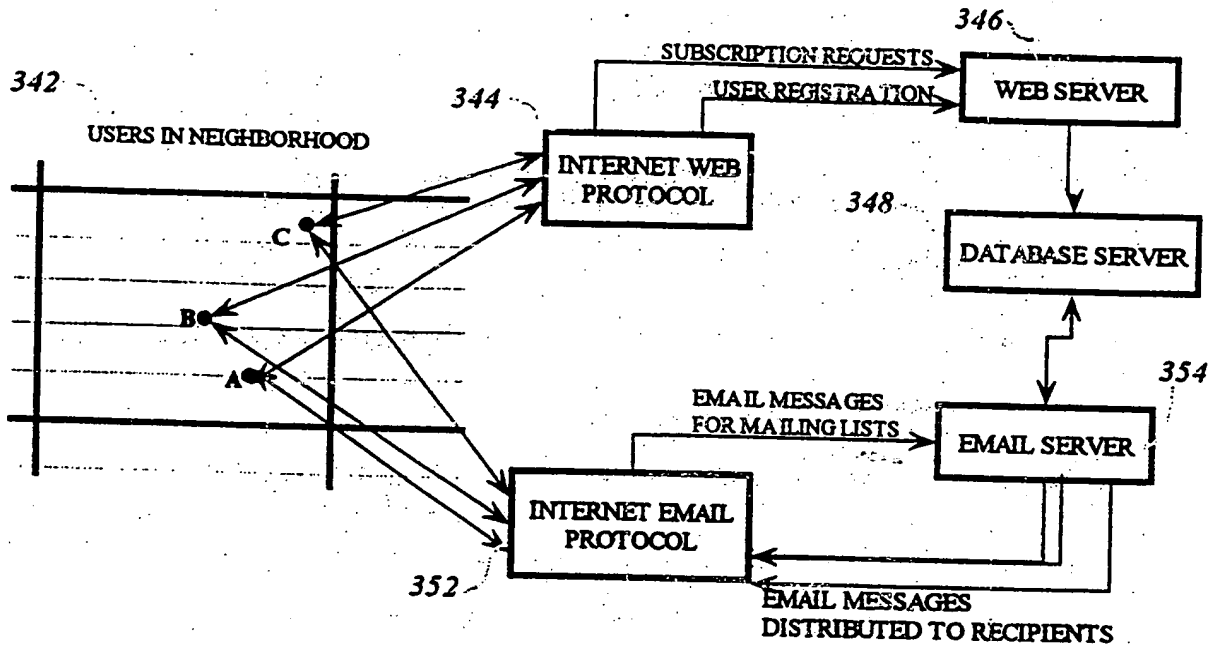 346
SUBSCRIPTION REQUESTS
342
344
USER REGISTRATION
WEB SERVER
USERS IN NEIGHBORHOOD
INTERNET WEB
PROTOCOL
348
C
DATABASE SERVER
B
A
354
EMAIL MESSAGES
FOR MAILING LISTS
EMAIL SERVER
INTERNET EMAIL
PROTOCOL
352
EMAIL MESSAGES
DISTRIBUTED TO RECIPIENTS